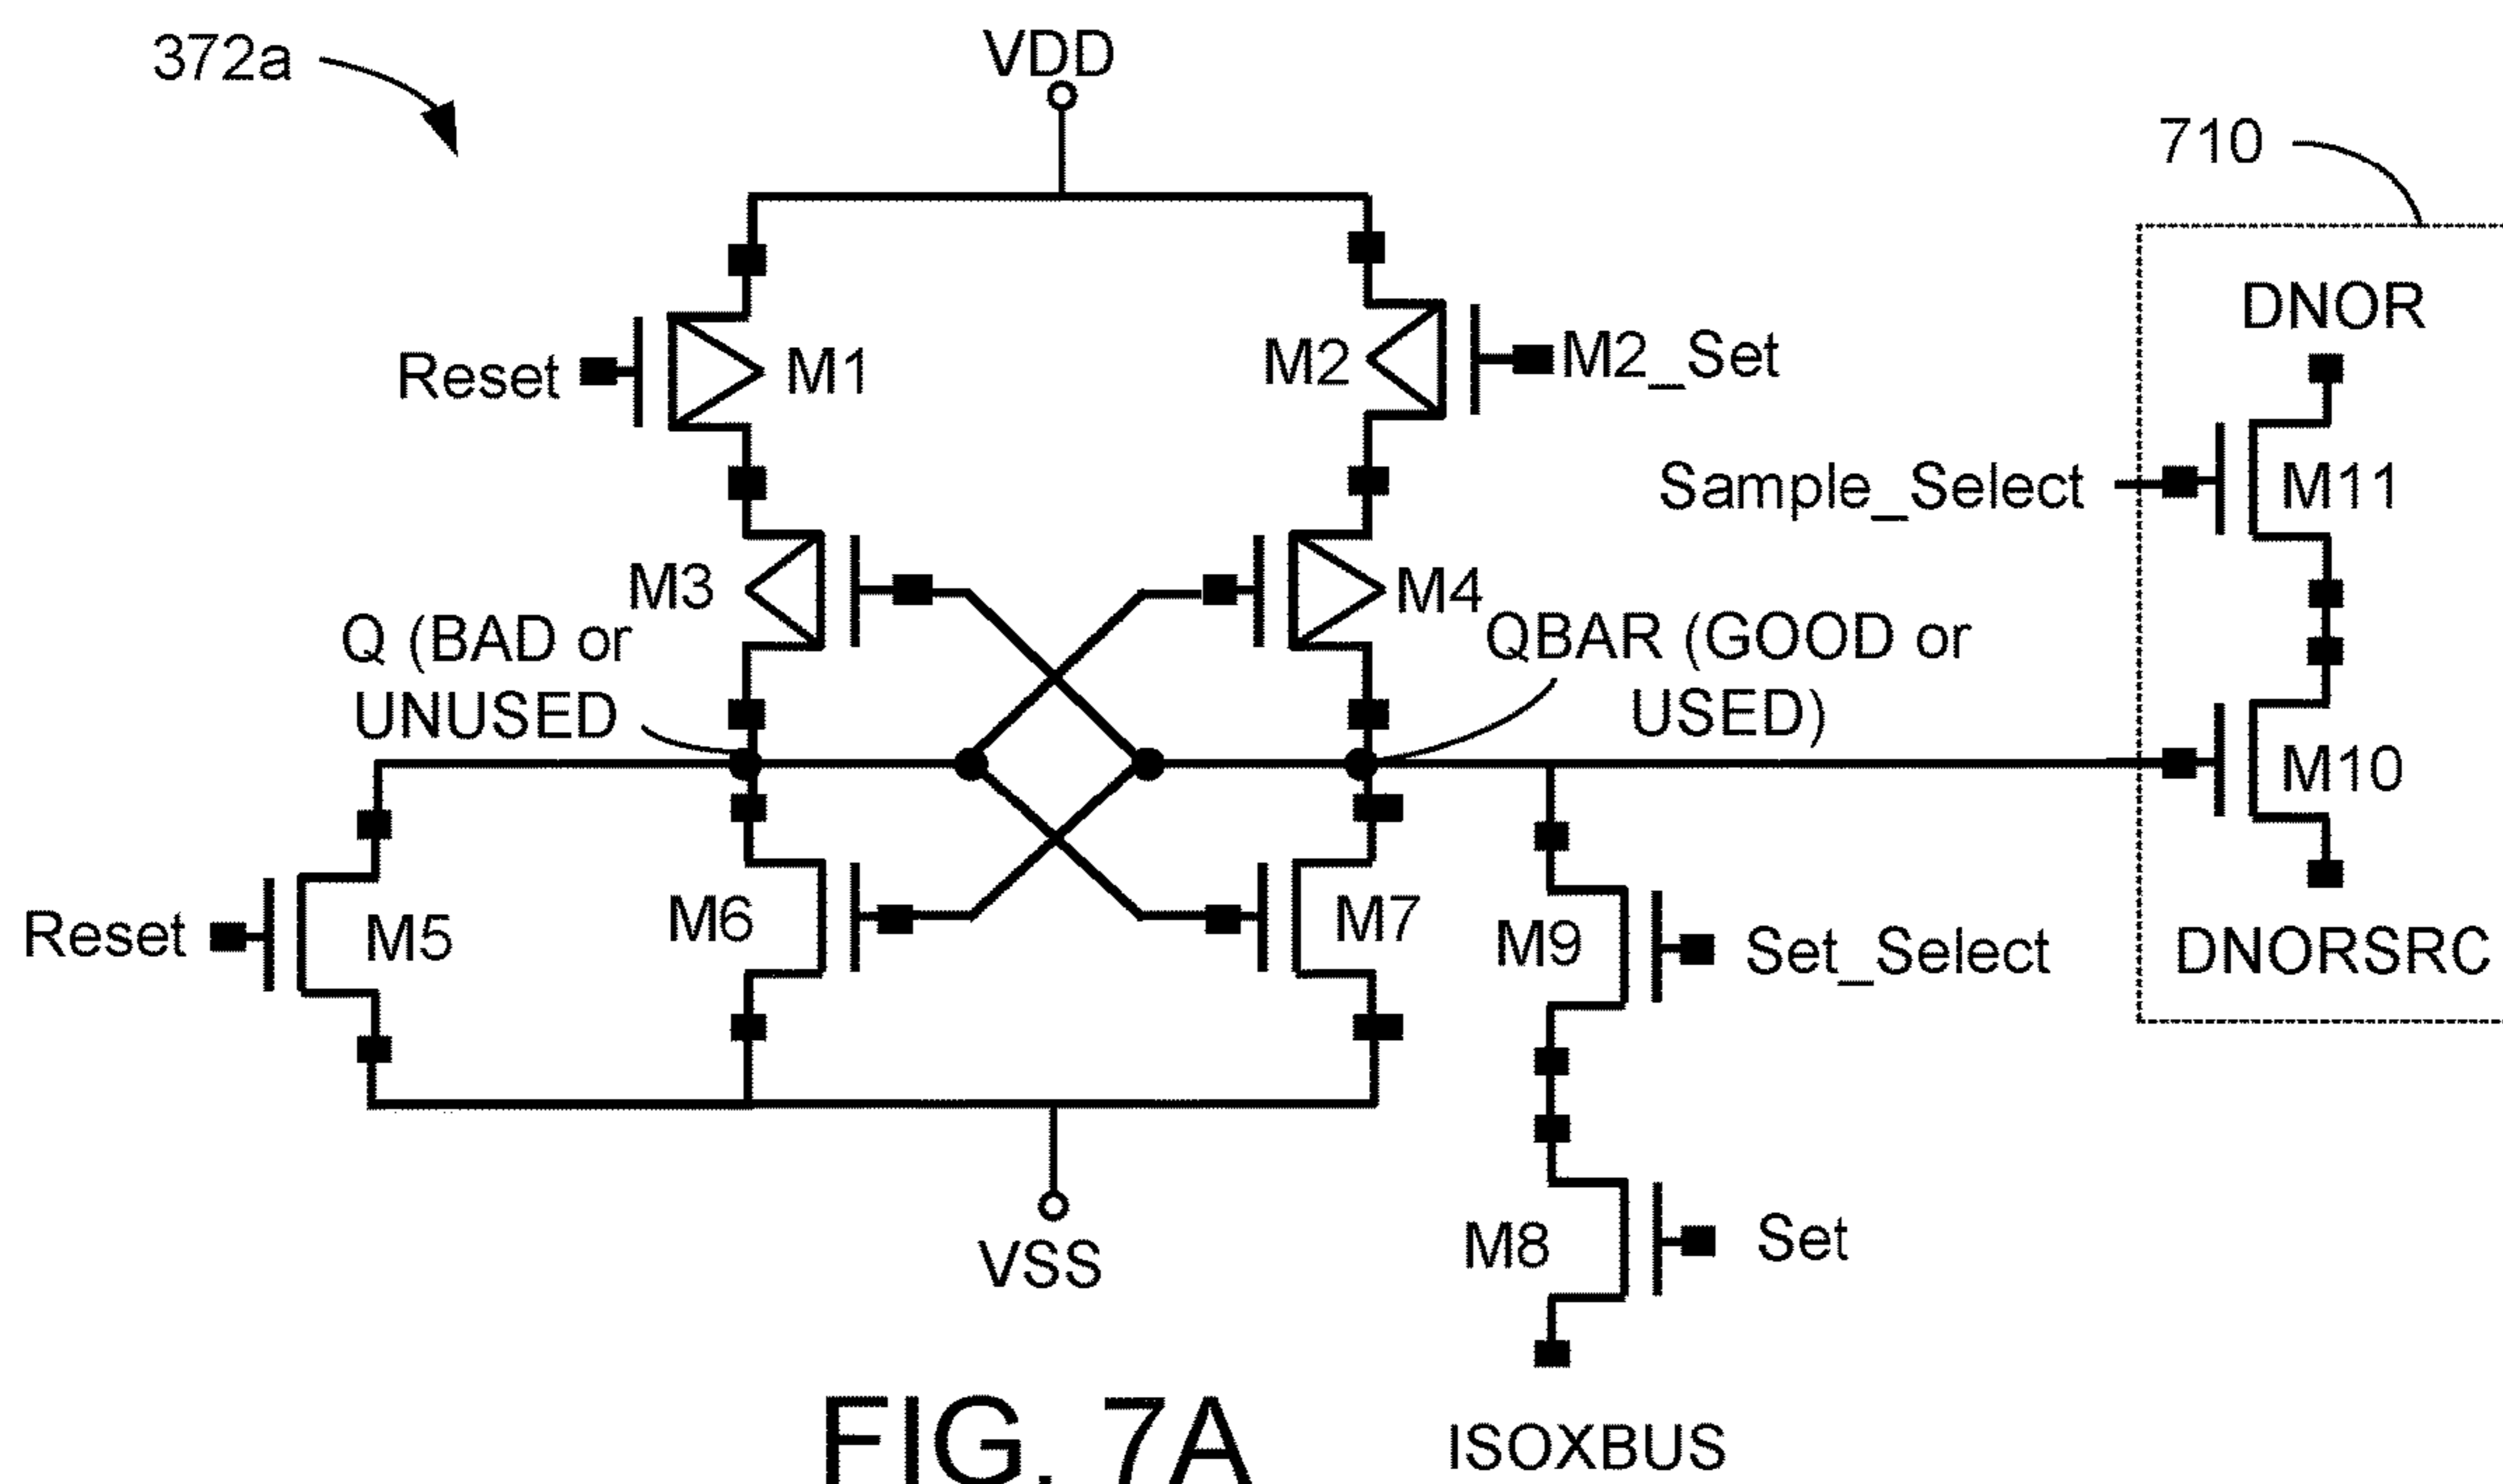 372a
VDD
710
DNOR
Reset
M1
M2
M2_Set
Sample_Select
M11
M3
M4
Q (BAD or
UNUSED
QBAR (GOOD or
USED)
M10
Reset
M5
M6
M7
M9
Set_Select
DNORSRC
VSS
M8
Set
FIG. 7A
ISOXBUS